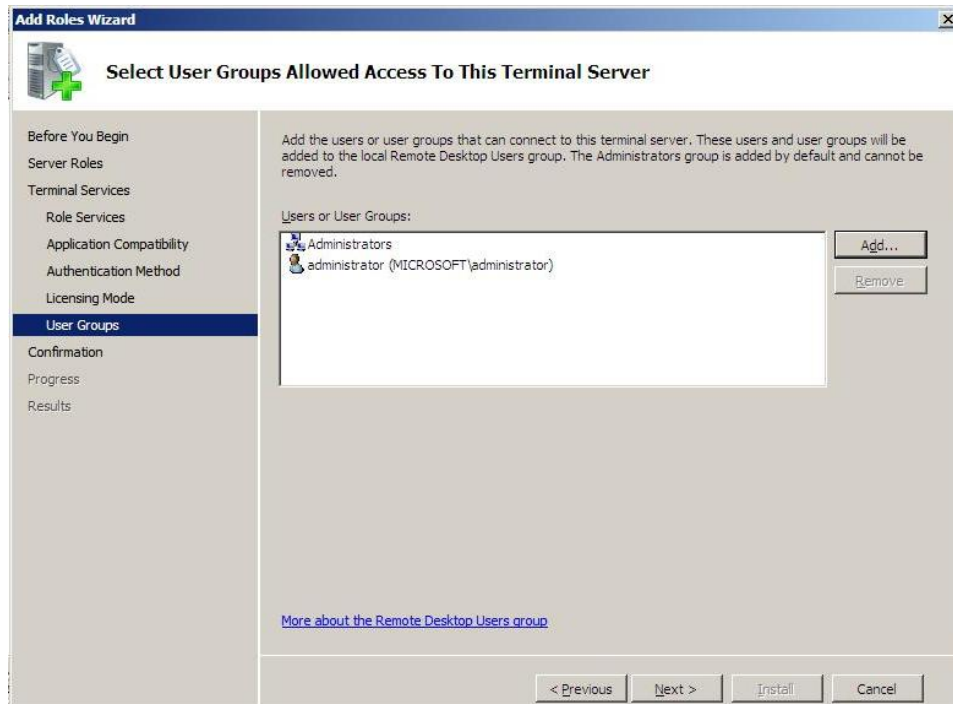 Add Roles Wizard
Select User Groups Allowed Access To This Terminal Server
Before You Begin
Server Roles
Terminal Services
Role Services
Application Compatibility
Authentication Method
Licensing Mode
User Groups
Confirmation
Progress
Results
Add the users or user groups that can connect to this terminal server. These users and user groups will be
added to the local Remote Desktop Users group. The Administrators group is added by default and cannot be
removed.
Users or User Groups:
Administrators
administrator (MICROSOFT\administrator)
Add...
Remove
More about the Remote Desktop Users group
< Previous
Next >
Install
Cancel